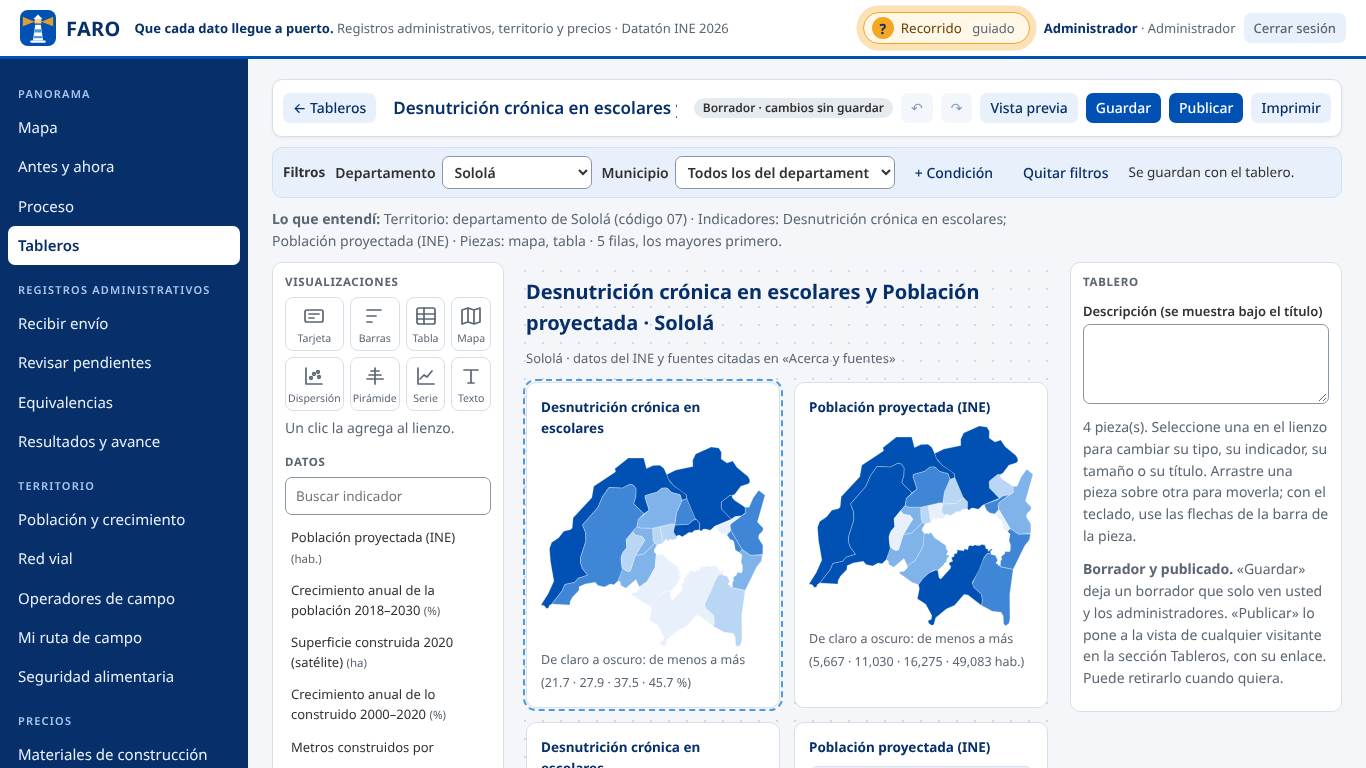 FARO
Que cada dato llegue a puerto. Registros administrativos, territorio y precios · Datatón INE 2026
? Recorrido guiado
Administrador · Administrador
Cerrar sesión
PANORAMA
Mapa
Antes y ahora
Proceso
Tableros
REGISTROS ADMINISTRATIVOS
Recibir envío
Revisar pendientes
Equivalencias
Resultados y avance
TERRITORIO
Población y crecimiento
Red vial
Operadores de campo
Mi ruta de campo
Seguridad alimentaria
PRECIOS
Materiales de construcción
← Tableros
Desnutrición crónica en escolares
Borrador · cambios sin guardar
↶
↷
Vista previa
Guardar
Publicar
Imprimir
Filtros
Departamento
Sololá
Municipio
Todos los del departament
+ Condición
Quitar filtros
Se guardan con el tablero.
Lo que entendí: Territorio: departamento de Sololá (código 07) · Indicadores: Desnutrición crónica en escolares;
Población proyectada (INE) · Piezas: mapa, tabla · 5 filas, los mayores primero.
VISUALIZACIONES
Tarjeta
Barras
Tabla
Mapa
Dispersión
Pirámide
Serie
Texto
Un clic la agrega al lienzo.
DATOS
Buscar indicador
Población proyectada (INE)
(hab.)
Crecimiento anual de la
población 2018–2030 (%)
Superficie construida 2020
(satélite) (ha)
Crecimiento anual de lo
construido 2000–2020 (%)
Metros construidos por
Desnutrición crónica en escolares y Población
proyectada · Sololá
Sololá · datos del INE y fuentes citadas en «Acerca y fuentes»
Desnutrición crónica en
escolares
De claro a oscuro: de menos a más
(21.7 · 27.9 · 37.5 · 45.7 %)
Población proyectada (INE)
De claro a oscuro: de menos a más
(5,667 · 11,030 · 16,275 · 49,083 hab.)
Desnutrición crónica en
escolares
Población proyectada (INE)
TABLERO
Descripción (se muestra bajo el título)
4 pieza(s). Seleccione una en el lienzo
para cambiar su tipo, su indicador, su
tamaño o su título. Arrastre una
pieza sobre otra para moverla; con el
teclado, use las flechas de la barra de
la pieza.
Borrador y publicado. «Guardar»
deja un borrador que solo ven usted
y los administradores. «Publicar» lo
pone a la vista de cualquier visitante
en la sección Tableros, con su enlace.
Puede retirarlo cuando quiera.